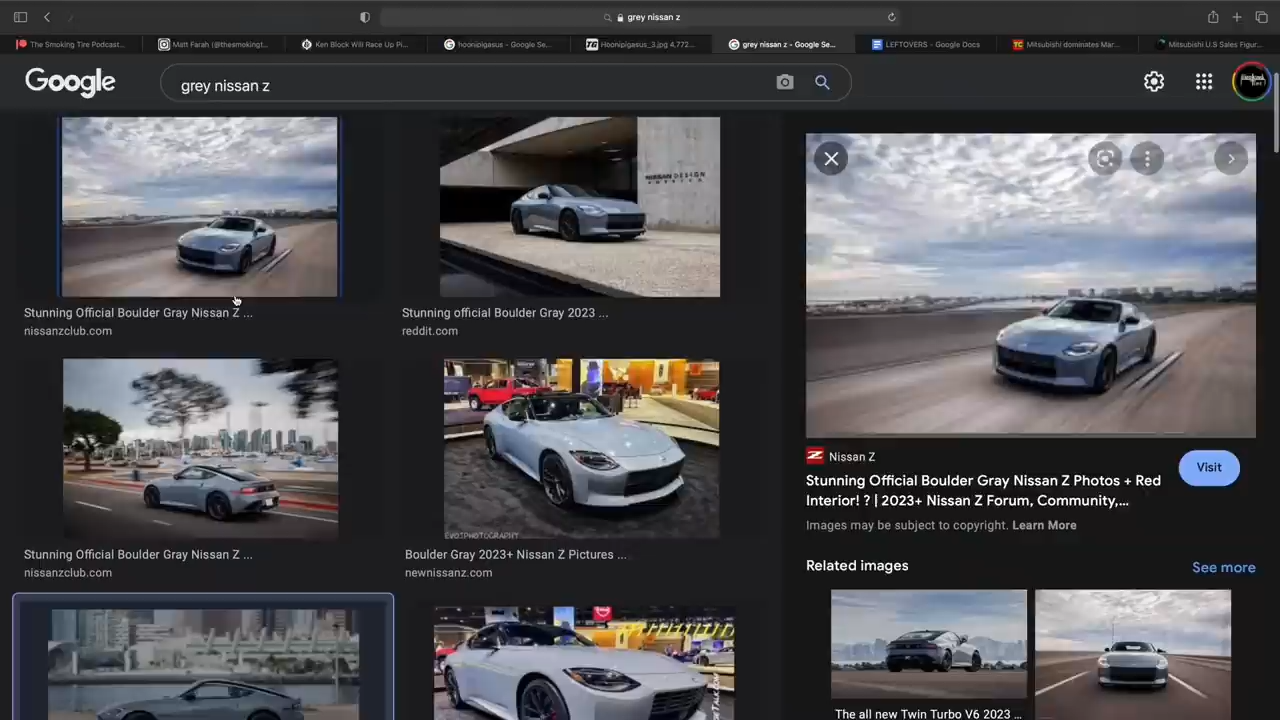 grey nissan z
The Smoking Tire Podcast...
Matt Farah (@thesmokingt...
Ken Block Will Race Up Pi...
hoonipigasus - Google Se...
Hoonipigasus_3.jpg 4,772...
grey nissan z - Google Se...
LEFTOVERS - Google Docs
Mitsubishi dominates Mar...
Mitsubishi U.S Sales Figur...
Google
grey nissan z
NISSAN DESIGN
AMERICA
Stunning Official Boulder Gray Nissan Z ...
nissanzclub.com
Stunning official Boulder Gray 2023 ...
reddit.com
EVOIPHOTOGRAPHY
Stunning Official Boulder Gray Nissan Z ...
nissanzclub.com
Boulder Gray 2023+ Nissan Z Pictures ...
newnissanz.com
Nissan Z
Stunning Official Boulder Gray Nissan Z Photos + Red
Interior! ? | 2023+ Nissan Z Forum, Community,...
Visit
Images may be subject to copyright. Learn More
Related images
See more
The all new Twin Turbo V6 2023 ...